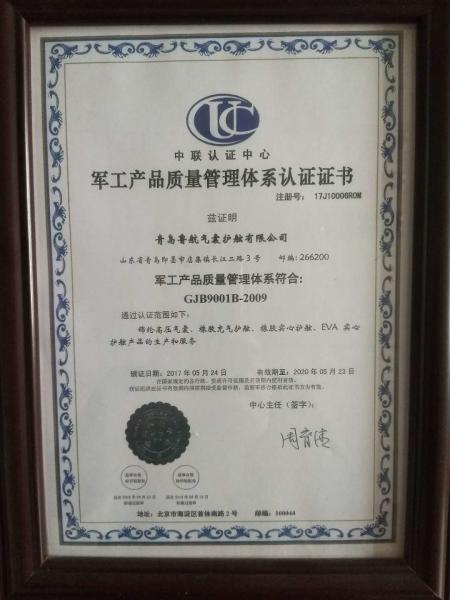 UC
中联认证中心
军工产品质量管理体系认证证书
注册号： 17J10006R0M
兹证明
青岛鲁航气囊护舷有限公司
山东省青岛即墨市店集镇长江二路3号 邮编:266200
军工产品质量管理体系符合:
GJB9001B-2009
通过认证范围如下:
锦纶高压气囊、橡胶充气护舷、橡胶实心护舷、EVA 实心
护舷产品的生产和服务
颁证日期：2017 年 05 月 24 日 有效期至：2020 年 05 月 23 日
中心主任（签字）：
地址：北京市海淀区首体南路2号 邮编：100044